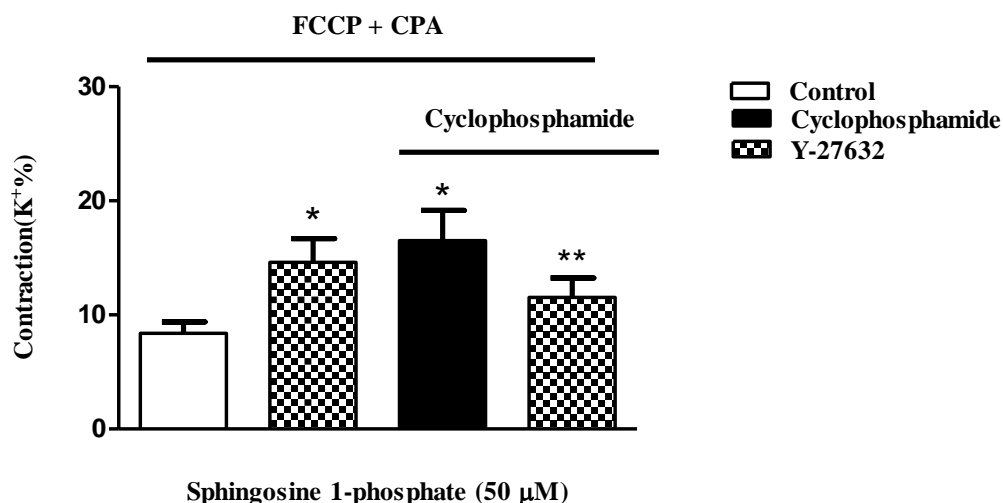 FCCP + CPA
30
20
10
0
Contraction(K⁺%)
Cyclophosphamide
*
*
**
Control
Cyclophosphamide
Y-27632
Sphingosine 1-phosphate (50 μM)